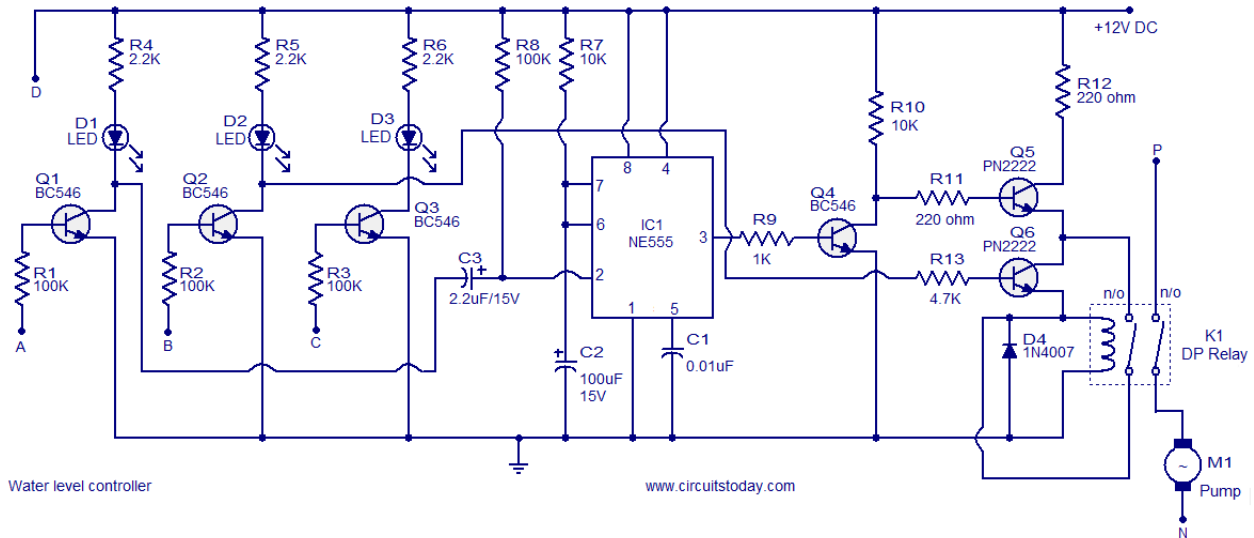 +12V DC
R4
2.2K
R5
2.2K
R6
2.2K
R8
100K
R7
10K
R12
220 ohm
D
R10
10K
D1
LED
D2
LED
D3
LED
8
4
Q5
PN2222
P
Q1
BC546
Q2
BC546
Q3
BC546
7
6
2
IC1
NE555
3
1
5
R9
1K
Q4
BC546
R11
220 ohm
Q6
PN2222
R1
100K
R2
100K
R3
100K
C3
+
2.2uF/15V
R13
4.7K
n/o
n/o
A
B
C
+
C2
100uF
15V
C1
0.01uF
D4
1N4007
K1
DP Relay
~
M1
Pump
N
Water level controller
www.circuitstoday.com